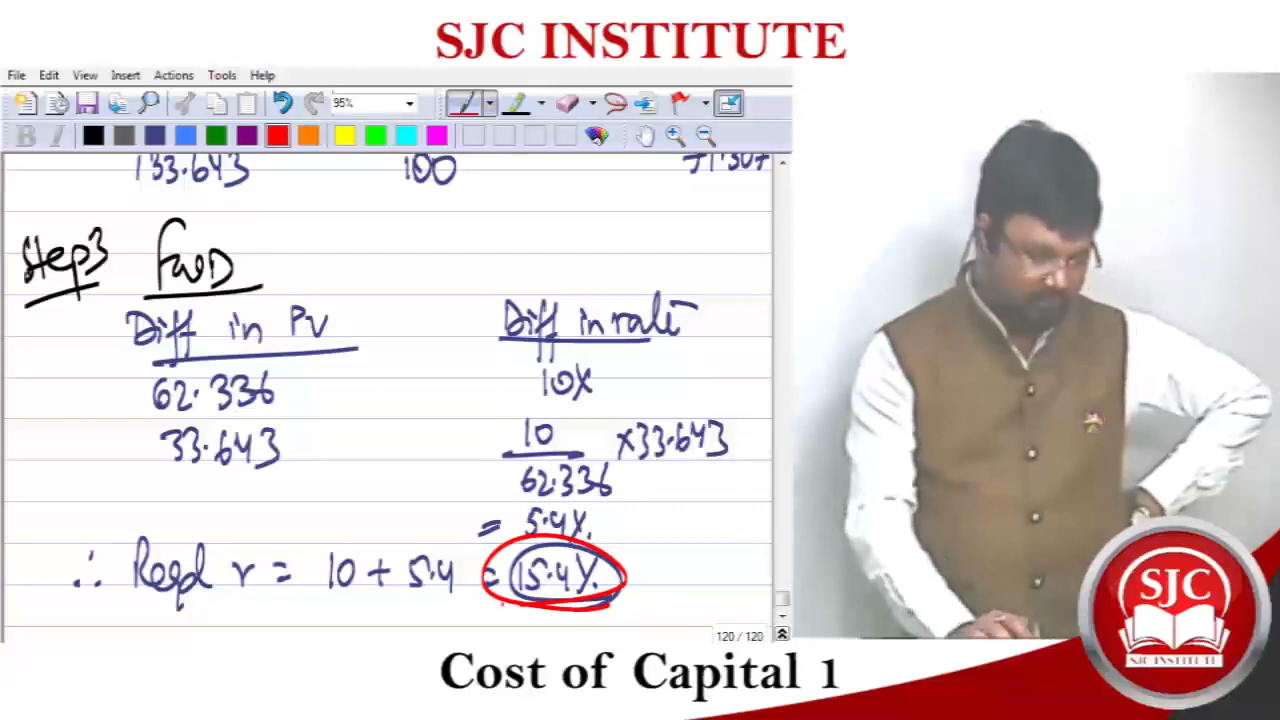 SJC INSTITUTE
File Edit View Insert Actions Tools Help
95%
B I
133.643 100 71.307
Step3 FwD
Diff in PV Diff in rate
62.336 10%
33.643 10/62.336 ×33.643
= 5.4%.
∴ Reqd r = 10 + 5.4 = 15.4%.
120 / 120
SJC
SJC INSTITUTE
Cost of Capital 1